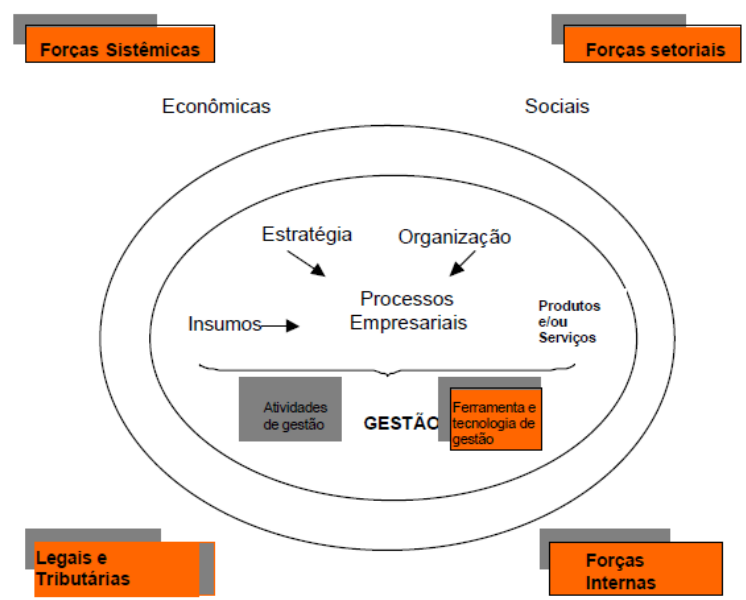 Forças Sistêmicas
Forças setoriais
Econômicas
Sociais
Estratégia
Organização
Processos
Empresariais
Insumos
Produtos
e/ou
Serviços
Atividades
de gestão
GESTÃO
Ferramenta e
tecnologia de
gestão
Legais e
Tributárias
Forças
Internas